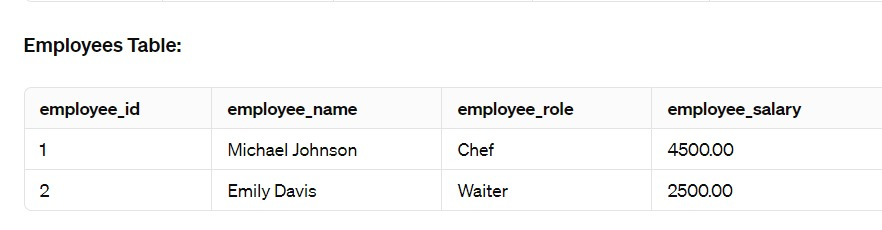 Employees Table:
employee_id employee_name employee_role employee_salary
1 Michael Johnson Chef 4500.00
2 Emily Davis Waiter 2500.00